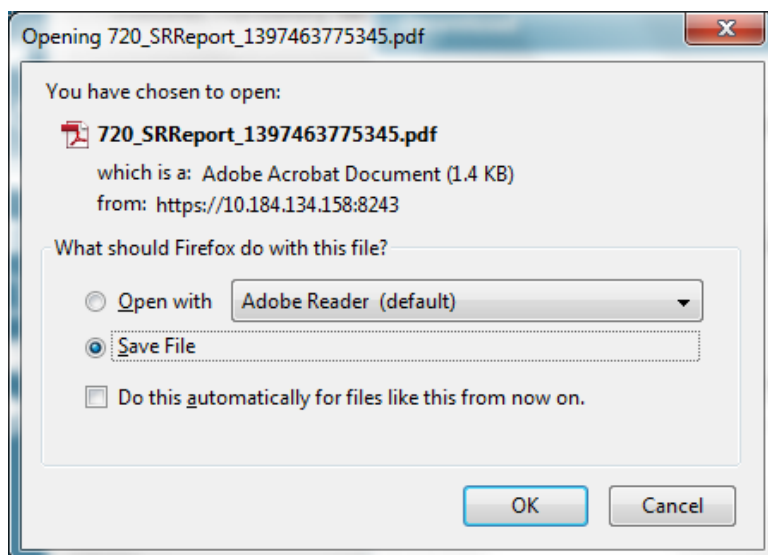 Opening 720_SRReport_1397463775345.pdf
You have chosen to open:
720_SRReport_1397463775345.pdf
which is a: Adobe Acrobat Document (1.4 KB)
from: https://10.184.134.158:8243
What should Firefox do with this file?
Open with Adobe Reader (default)
Save File
Do this automatically for files like this from now on.
OK Cancel